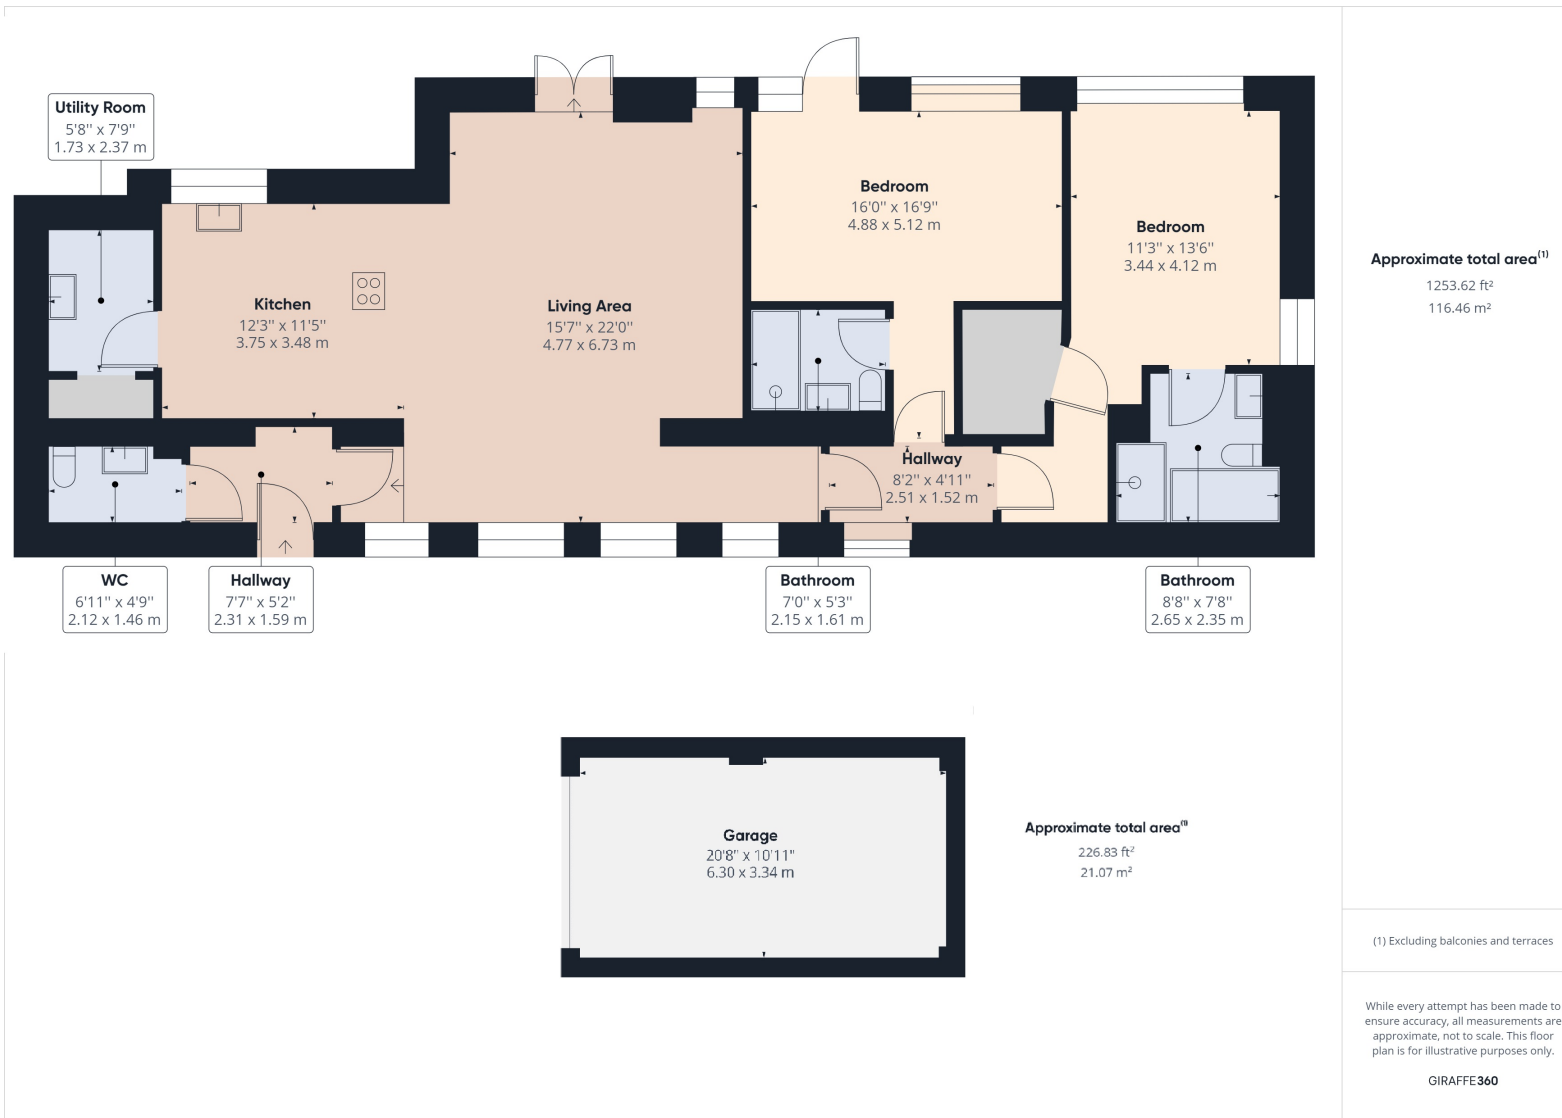 Utility Room
5'8" x 7'9"
1.73 x 2.37 m
Kitchen
12'3" x 11'5"
3.75 x 3.48 m
Living Area
15'7" x 22'0"
4.77 x 6.73 m
Bedroom
16'0" x 16'9"
4.88 x 5.12 m
Bedroom
11'3" x 13'6"
3.44 x 4.12 m
Hallway
8'2" x 4'11"
2.51 x 1.52 m
WC
6'11" x 4'9"
2.12 x 1.46 m
Hallway
7'7" x 5'2"
2.31 x 1.59 m
Bathroom
7'0" x 5'3"
2.15 x 1.61 m
Bathroom
8'8" x 7'8"
2.65 x 2.35 m
Approximate total area(1)
1253.62 ft²
116.46 m²
Garage
20'8" x 10'11"
6.30 x 3.34 m
Approximate total area(1)
226.83 ft²
21.07 m²
(1) Excluding balconies and terraces
While every attempt has been made to
ensure accuracy, all measurements are
approximate, not to scale. This floor
plan is for illustrative purposes only.
GIRAFFE360